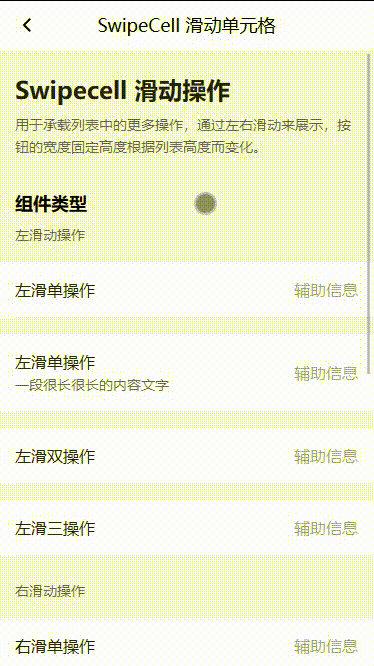 SwipeCell 滑动单元格
Swipecell 滑动操作
用于承载列表中的更多操作，通过左右滑动来展示，按
钮的宽度固定高度根据列表高度而变化。
组件类型
左滑动操作
左滑单操作 辅助信息
左滑单操作
一段很长很长的内容文字
辅助信息
左滑双操作 辅助信息
左滑三操作 辅助信息
右滑动操作
右滑单操作 辅助信息